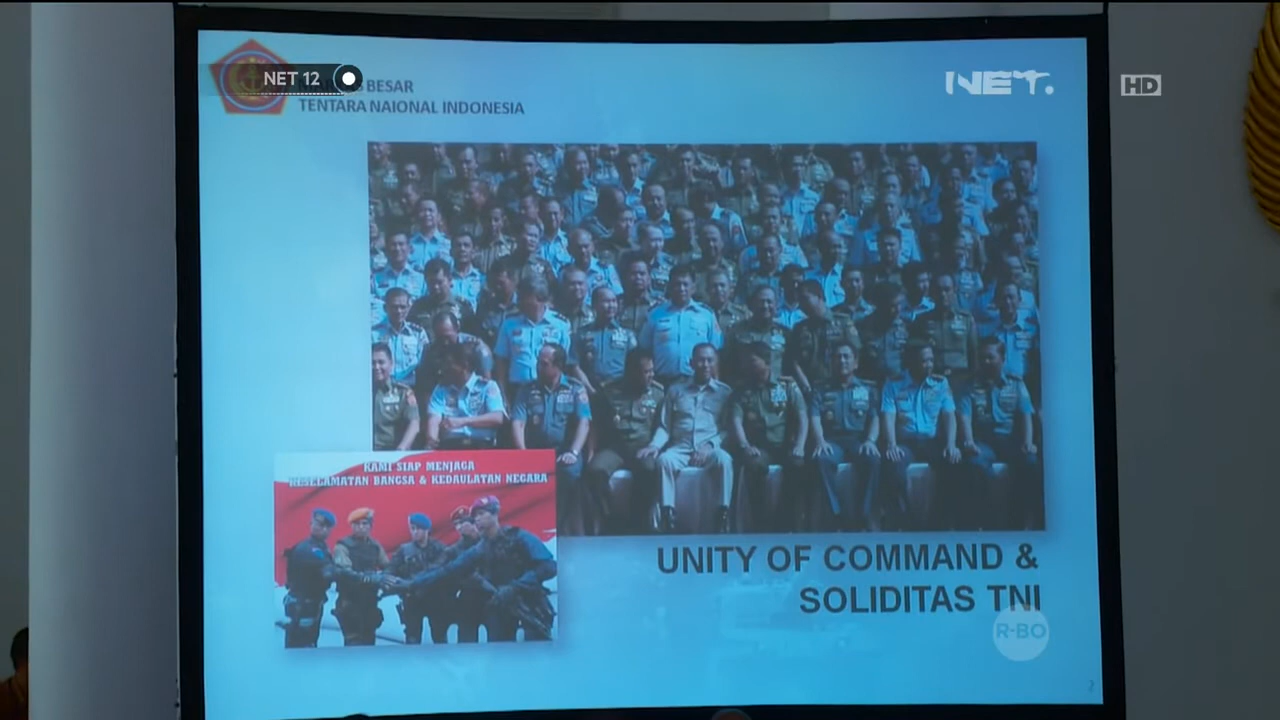 NET 12
NET.
HD
BESAR
TENTARA NAIONAL INDONESIA
KAMI SIAP MENJAGA
KESELAMATAN BANGSA & KEDAULATAN NEGARA
UNITY OF COMMAND &
SOLIDITAS TNI
R-BO
2